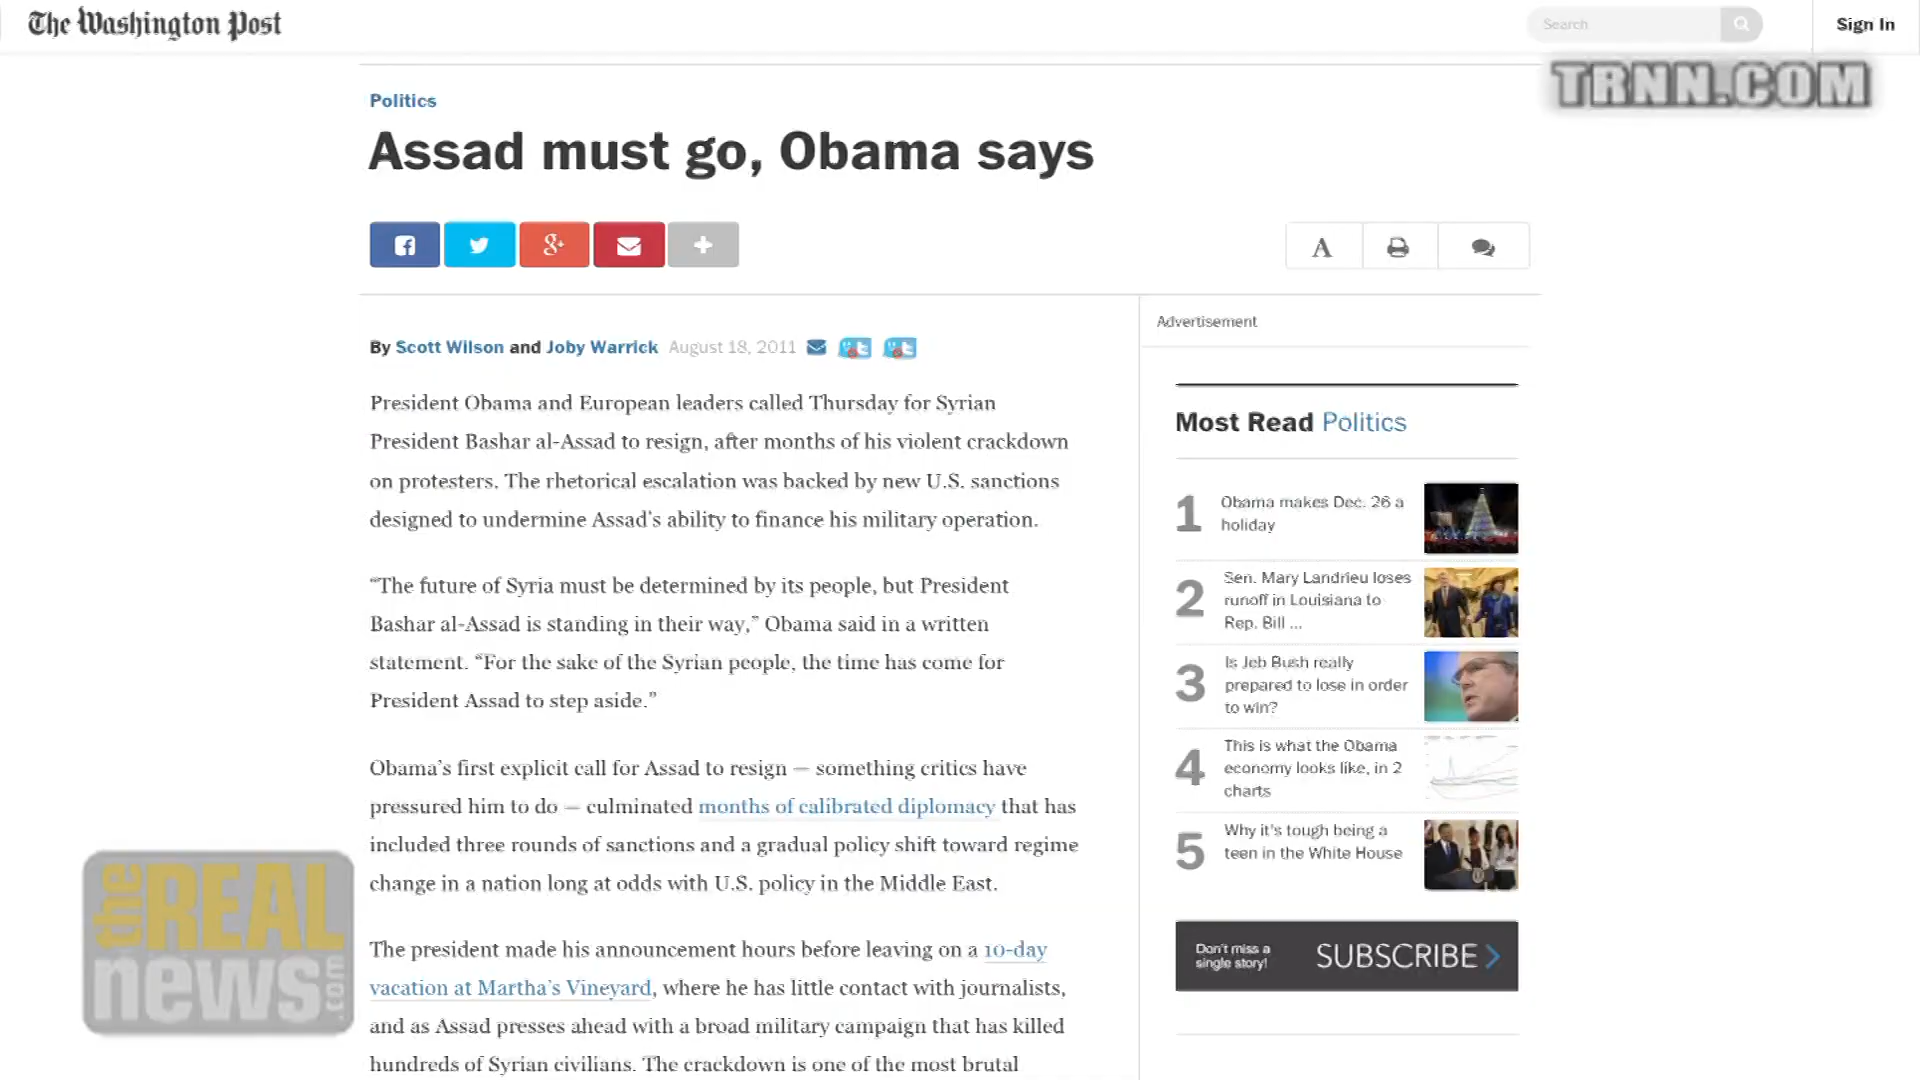 The Washington Post
Search
Sign In
TRNN.COM
Politics
Assad must go, Obama says
A
By Scott Wilson and Joby Warrick August 18, 2011
President Obama and European leaders called Thursday for Syrian
President Bashar al-Assad to resign, after months of his violent crackdown
on protesters. The rhetorical escalation was backed by new U.S. sanctions
designed to undermine Assad's ability to finance his military operation.
“The future of Syria must be determined by its people, but President
Bashar al-Assad is standing in their way,” Obama said in a written
statement. “For the sake of the Syrian people, the time has come for
President Assad to step aside.”
Obama's first explicit call for Assad to resign — something critics have
pressured him to do — culminated months of calibrated diplomacy that has
included three rounds of sanctions and a gradual policy shift toward regime
change in a nation long at odds with U.S. policy in the Middle East.
The president made his announcement hours before leaving on a 10-day
vacation at Martha's Vineyard, where he has little contact with journalists,
and as Assad presses ahead with a broad military campaign that has killed
hundreds of Syrian civilians. The crackdown is one of the most brutal
Advertisement
Most Read Politics
1 Obama makes Dec. 26 a
holiday
2 Sen. Mary Landrieu loses
runoff in Louisiana to
Rep. Bill ...
3 Is Jeb Bush really
prepared to lose in order
to win?
4 This is what the Obama
economy looks like, in 2
charts
5 Why it's tough being a
teen in the White House
Don't miss a
single story!
SUBSCRIBE
the REAL
news.com